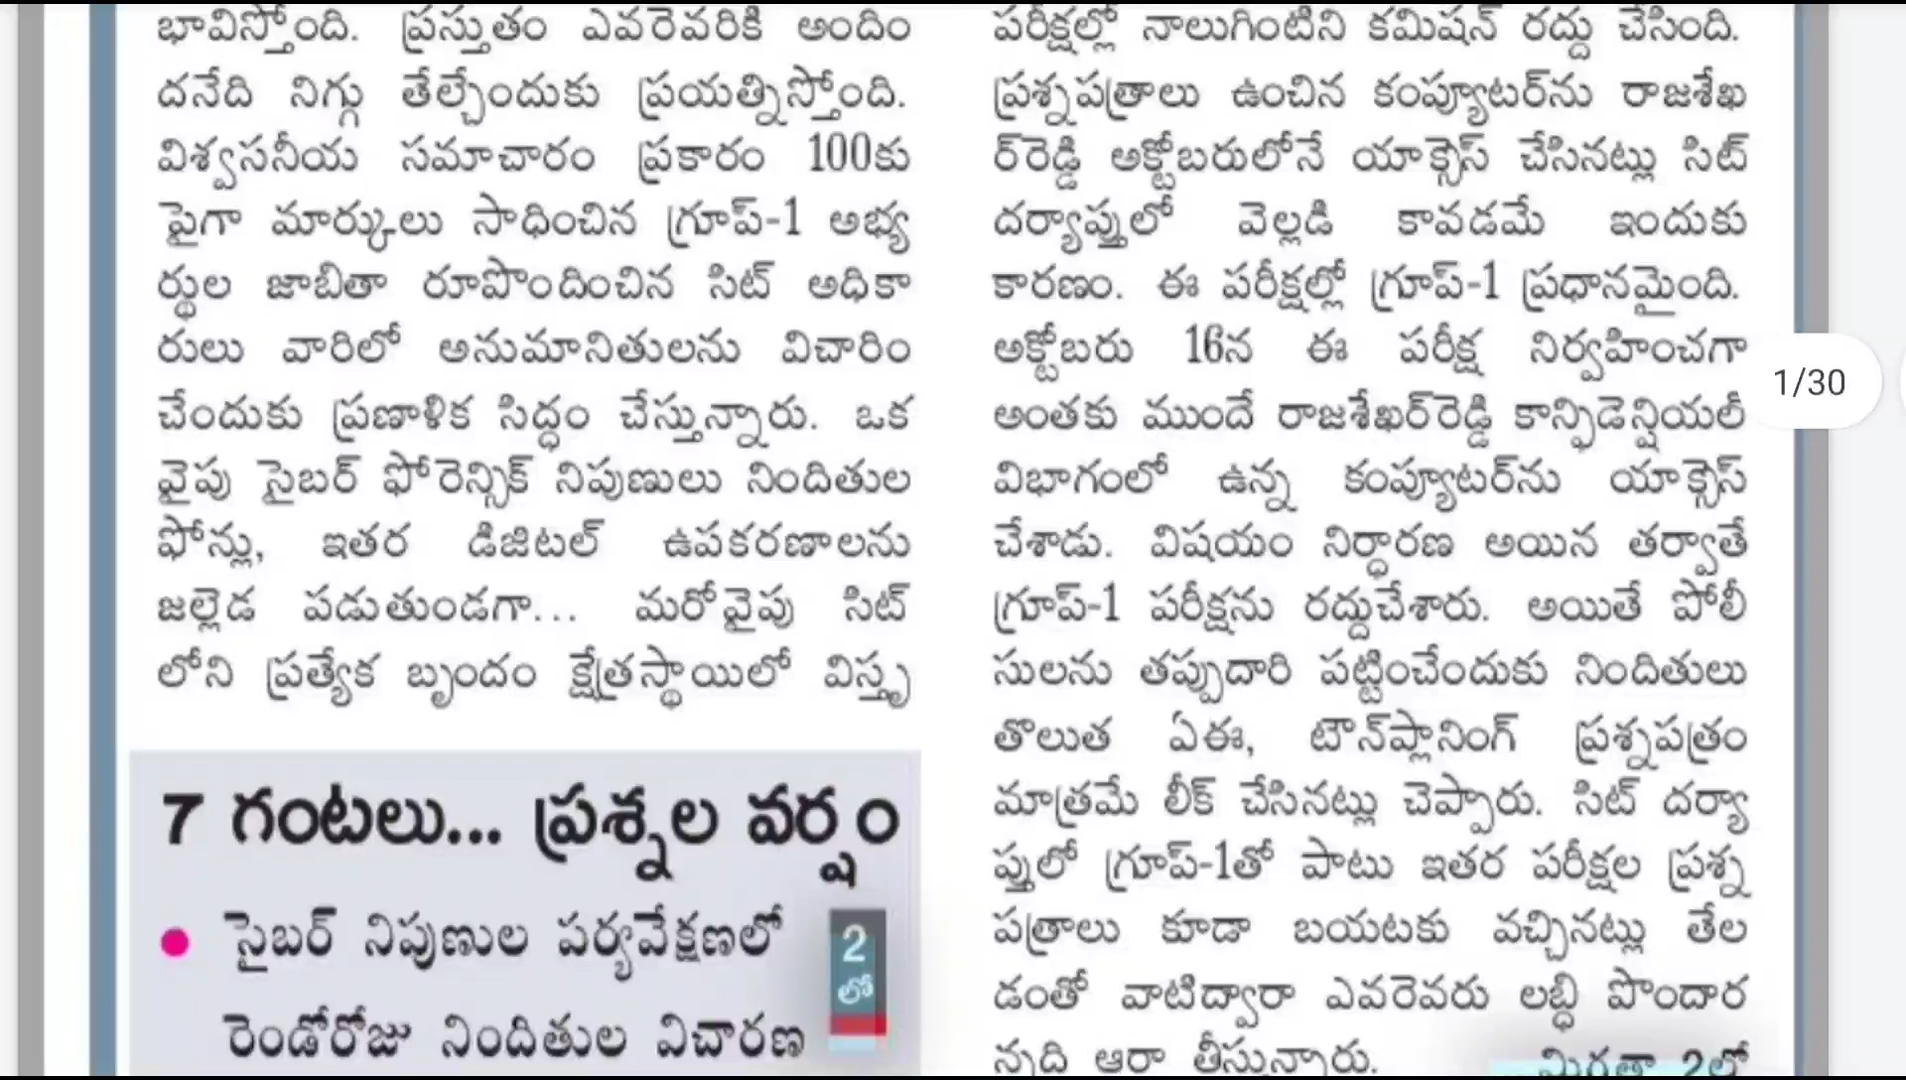 భావిస్తోంది. ప్రస్తుతం ఎవరెవరికి అందిం
దనేది నిగ్గు తేల్చేందుకు ప్రయత్నిస్తోంది.
విశ్వసనీయ సమాచారం ప్రకారం 100కు
పైగా మార్కులు సాధించిన గ్రూప్-1 అభ్య
ర్థుల జాబితా రూపొందించిన సిట్ అధికా
రులు వారిలో అనుమానితులను విచారిం
చేందుకు ప్రణాళిక సిద్ధం చేస్తున్నారు. ఒక
వైపు సైబర్ ఫోరెన్సిక్ నిపుణులు నిందితుల
ఫోన్లు, ఇతర డిజిటల్ ఉపకరణాలను
జల్లెడ పడుతుండగా... మరోవైపు సిట్
లోని ప్రత్యేక బృందం క్షేత్రస్థాయిలో విస్తృ
7 గంటలు... ప్రశ్నల వర్షం
• సైబర్ నిపుణుల పర్యవేక్షణలో
రెండోరోజు నిందితుల విచారణ
2
లో
పరీక్షల్లో నాలుగింటిని కమిషన్ రద్దు చేసింది.
ప్రశ్నపత్రాలు ఉంచిన కంప్యూటర్‌ను రాజశేఖ
ర్‌రెడ్డి అక్టోబరులోనే యాక్సెస్ చేసినట్లు సిట్
దర్యాప్తులో వెల్లడి కావడమే ఇందుకు
కారణం. ఈ పరీక్షల్లో గ్రూప్-1 ప్రధానమైంది.
అక్టోబరు 16న ఈ పరీక్ష నిర్వహించగా
అంతకు ముందే రాజశేఖర్‌రెడ్డి కాన్ఫిడెన్షియల్
విభాగంలో ఉన్న కంప్యూటర్‌ను యాక్సెస్
చేశాడు. విషయం నిర్ధారణ అయిన తర్వాతే
గ్రూప్-1 పరీక్షను రద్దుచేశారు. అయితే పోలీ
సులను తప్పుదారి పట్టించేందుకు నిందితులు
తొలుత ఏఈ, టౌన్‌ప్లానింగ్ ప్రశ్నపత్రం
మాత్రమే లీక్ చేసినట్లు చెప్పారు. సిట్ దర్యా
ప్తులో గ్రూప్-1తో పాటు ఇతర పరీక్షల ప్రశ్న
పత్రాలు కూడా బయటకు వచ్చినట్లు తేల
డంతో వాటిద్వారా ఎవరెవరు లబ్ధి పొందార
న్నది ఆరా తీస్తున్నారు.
మిగతా 2లో
1/30